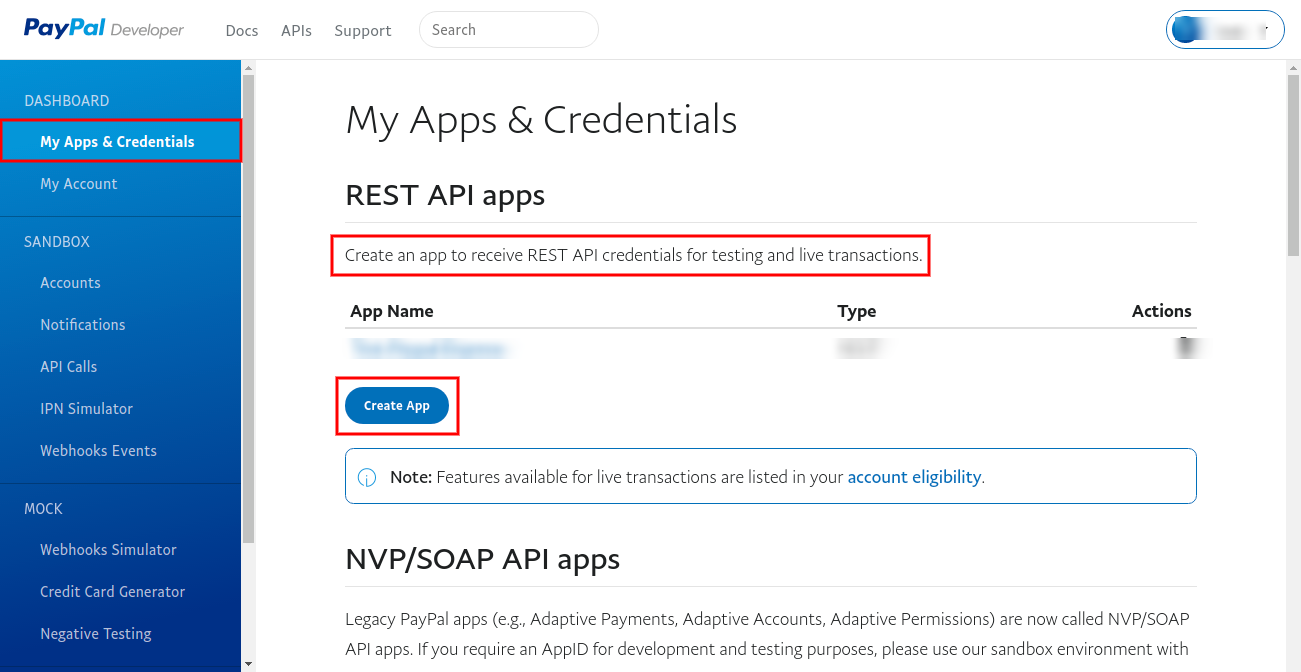 PayPal Developer
Docs APIs Support Search
DASHBOARD
My Apps & Credentials
My Account
SANDBOX
Accounts
Notifications
API Calls
IPN Simulator
Webhooks Events
MOCK
Webhooks Simulator
Credit Card Generator
Negative Testing
My Apps & Credentials
REST API apps
Create an app to receive REST API credentials for testing and live transactions.
App Name Type Actions
Create App
Note: Features available for live transactions are listed in your account eligibility.
NVP/SOAP API apps
Legacy PayPal apps (e.g., Adaptive Payments, Adaptive Accounts, Adaptive Permissions) are now called NVP/SOAP
API apps. If you require an AppID for development and testing purposes, please use our sandbox environment with